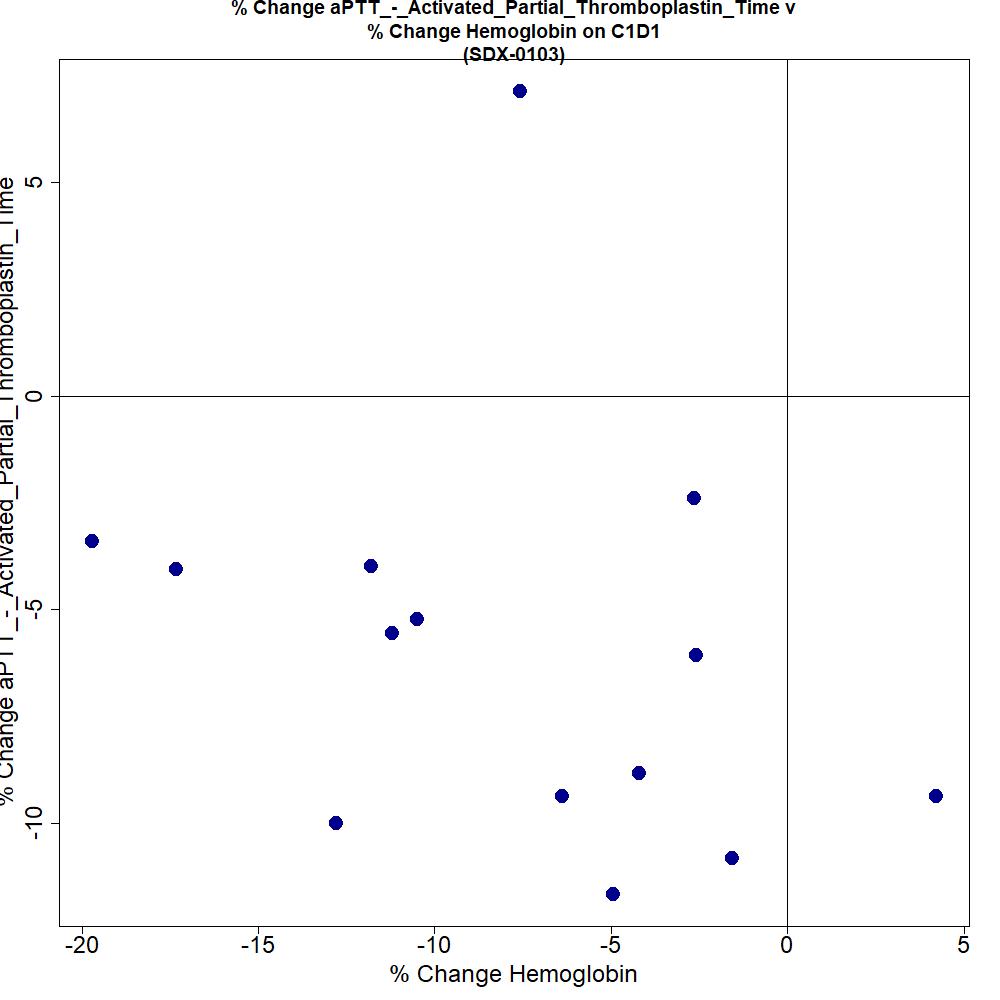 % Change aPTT_-_Activated_Partial_Thromboplastin_Time v
% Change Hemoglobin on C1D1
(SDX-0103)
% Change aPTT_-_Activated_Partial_Thromboplastin_Time
5
0
-5
-10
-20
-15
-10
-5
0
5
% Change Hemoglobin